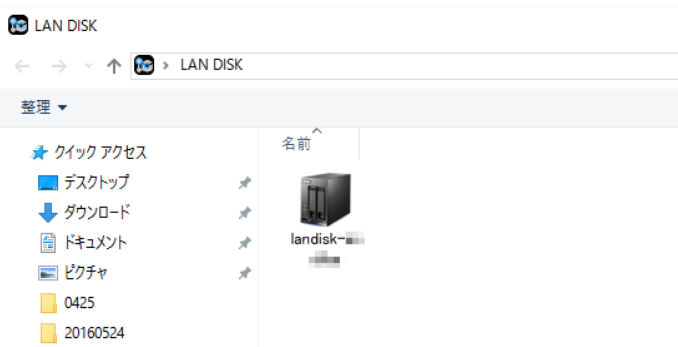 LAN DISK
LAN DISK
整理
名前
クイック アクセス
デスクトップ
ダウンロード
ドキュメント
ピクチャ
0425
20160524
landisk-